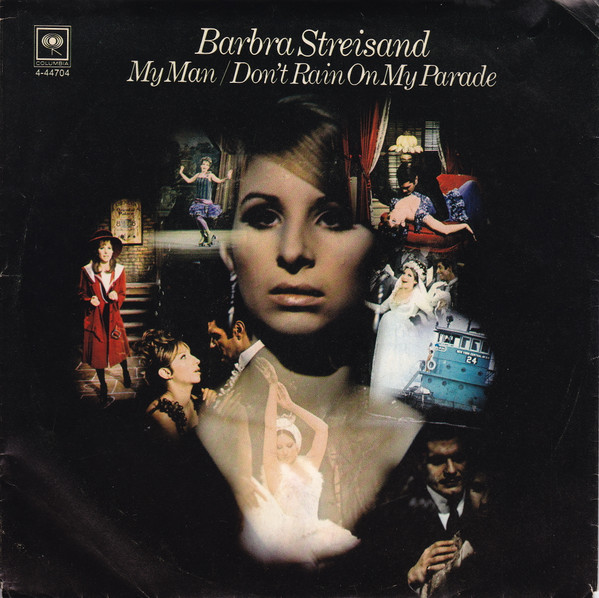 COLUMBIA
4-44704
Barbra Streisand
My Man / Don't Rain On My Parade
24